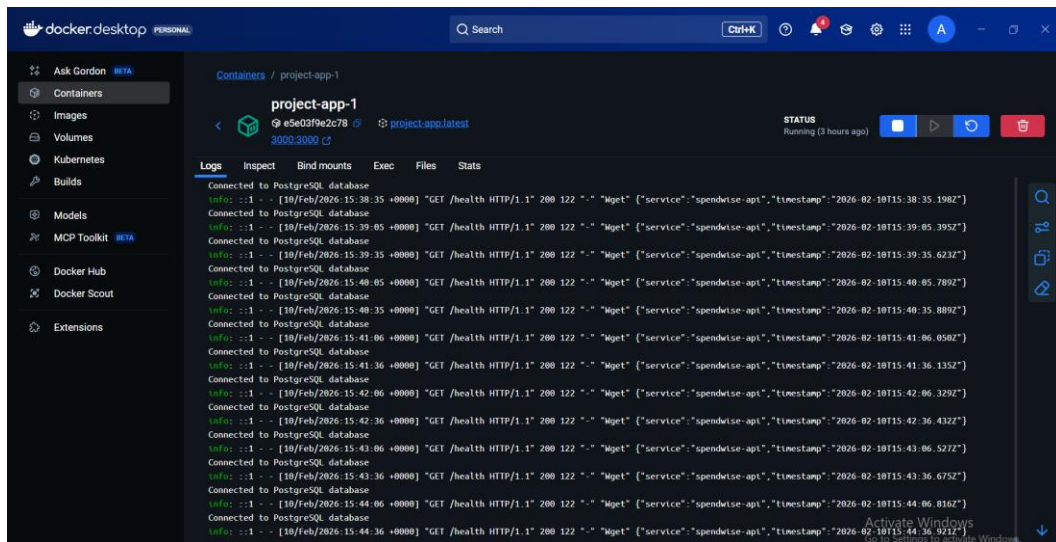 docker.desktop PERSONAL
Search
Ctrl+K
4
A
Ask Gordon BETA
Containers
Images
Volumes
Kubernetes
Builds
Models
MCP Toolkit BETA
Docker Hub
Docker Scout
Extensions
Containers / project-app-1
project-app-1
e5e03f9e2c78 project-app:latest
3000:3000
STATUS
Running (3 hours ago)
Logs Inspect Bind mounts Exec Files Stats
Connected to PostgreSQL database
info: ::1 - - [10/Feb/2026:15:38:35 +0000] "GET /health HTTP/1.1" 200 122 "-" "Wget" {"service":"spendwise-api","timestamp":"2026-02-10T15:38:35.198Z"}
Connected to PostgreSQL database
info: ::1 - - [10/Feb/2026:15:39:05 +0000] "GET /health HTTP/1.1" 200 122 "-" "Wget" {"service":"spendwise-api","timestamp":"2026-02-10T15:39:05.395Z"}
Connected to PostgreSQL database
info: ::1 - - [10/Feb/2026:15:39:35 +0000] "GET /health HTTP/1.1" 200 122 "-" "Wget" {"service":"spendwise-api","timestamp":"2026-02-10T15:39:35.623Z"}
Connected to PostgreSQL database
info: ::1 - - [10/Feb/2026:15:40:05 +0000] "GET /health HTTP/1.1" 200 122 "-" "Wget" {"service":"spendwise-api","timestamp":"2026-02-10T15:40:05.789Z"}
Connected to PostgreSQL database
info: ::1 - - [10/Feb/2026:15:40:35 +0000] "GET /health HTTP/1.1" 200 122 "-" "Wget" {"service":"spendwise-api","timestamp":"2026-02-10T15:40:35.889Z"}
Connected to PostgreSQL database
info: ::1 - - [10/Feb/2026:15:41:06 +0000] "GET /health HTTP/1.1" 200 122 "-" "Wget" {"service":"spendwise-api","timestamp":"2026-02-10T15:41:06.050Z"}
Connected to PostgreSQL database
info: ::1 - - [10/Feb/2026:15:41:36 +0000] "GET /health HTTP/1.1" 200 122 "-" "Wget" {"service":"spendwise-api","timestamp":"2026-02-10T15:41:36.135Z"}
Connected to PostgreSQL database
info: ::1 - - [10/Feb/2026:15:42:06 +0000] "GET /health HTTP/1.1" 200 122 "-" "Wget" {"service":"spendwise-api","timestamp":"2026-02-10T15:42:06.329Z"}
Connected to PostgreSQL database
info: ::1 - - [10/Feb/2026:15:42:36 +0000] "GET /health HTTP/1.1" 200 122 "-" "Wget" {"service":"spendwise-api","timestamp":"2026-02-10T15:42:36.432Z"}
Connected to PostgreSQL database
info: ::1 - - [10/Feb/2026:15:43:06 +0000] "GET /health HTTP/1.1" 200 122 "-" "Wget" {"service":"spendwise-api","timestamp":"2026-02-10T15:43:06.527Z"}
Connected to PostgreSQL database
info: ::1 - - [10/Feb/2026:15:43:36 +0000] "GET /health HTTP/1.1" 200 122 "-" "Wget" {"service":"spendwise-api","timestamp":"2026-02-10T15:43:36.675Z"}
Connected to PostgreSQL database
info: ::1 - - [10/Feb/2026:15:44:06 +0000] "GET /health HTTP/1.1" 200 122 "-" "Wget" {"service":"spendwise-api","timestamp":"2026-02-10T15:44:06.816Z"}
Connected to PostgreSQL database
info: ::1 - - [10/Feb/2026:15:44:36 +0000] "GET /health HTTP/1.1" 200 122 "-" "Wget" {"service":"spendwise-api","timestamp":"2026-02-10T15:44:36.921Z"}
Activate Windows
Go to Settings to activate Windows.